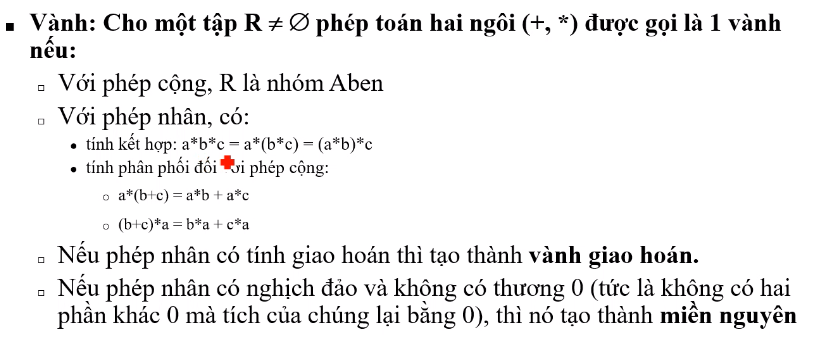 Vành: Cho một tập R ≠ ∅ phép toán hai ngôi (+, *) được gọi là 1 vành
nếu:
Với phép cộng, R là nhóm Aben
Với phép nhân, có:
tính kết hợp: a*b*c = a*(b*c) = (a*b)*c
tính phân phối đối với phép cộng:
a*(b+c) = a*b + a*c
(b+c)*a = b*a + c*a
Nếu phép nhân có tính giao hoán thì tạo thành vành giao hoán.
Nếu phép nhân có nghịch đảo và không có thương 0 (tức là không có hai
phần khác 0 mà tích của chúng lại bằng 0), thì nó tạo thành miền nguyên